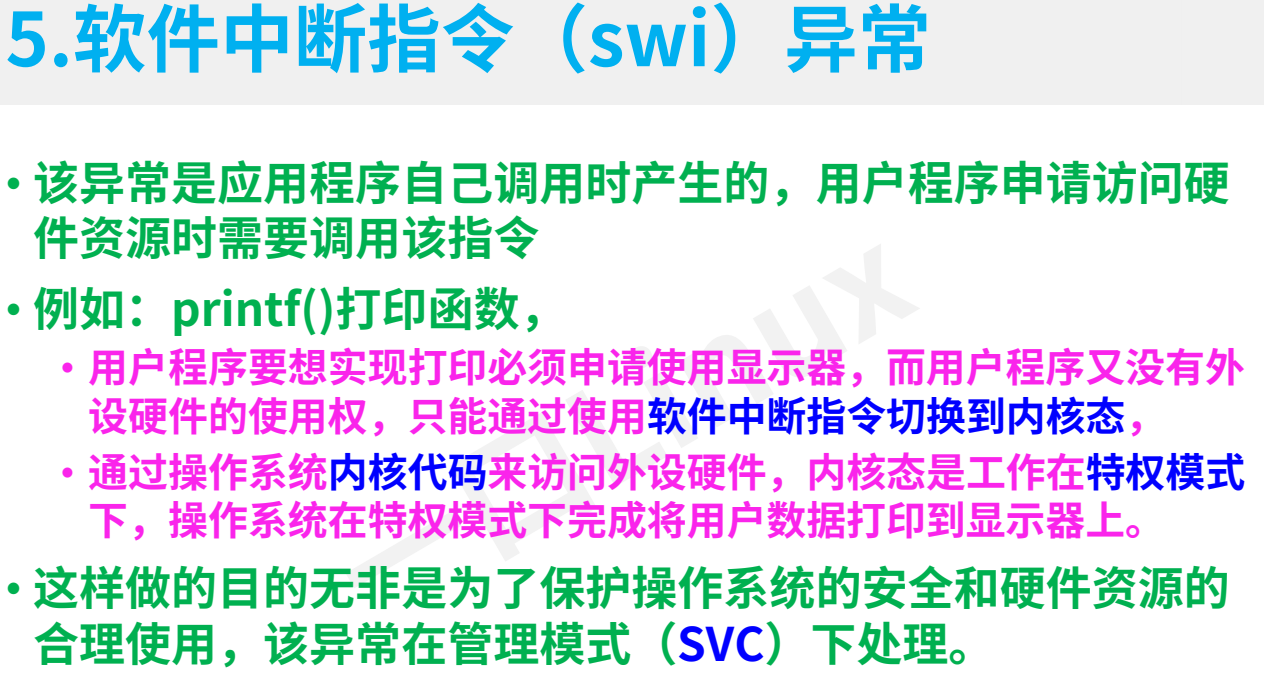 5.软件中断指令（swi）异常
• 该异常是应用程序自己调用时产生的，用户程序申请访问硬
件资源时需要调用该指令
• 例如：printf()打印函数，
• 用户程序要想实现打印必须申请使用显示器，而用户程序又没有外
设硬件的使用权，只能通过使用软件中断指令切换到内核态，
• 通过操作系统内核代码来访问外设硬件，内核态是工作在特权模式
下，操作系统在特权模式下完成将用户数据打印到显示器上。
• 这样做的目的无非是为了保护操作系统的安全和硬件资源的
合理使用，该异常在管理模式（SVC）下处理。
一口Linux